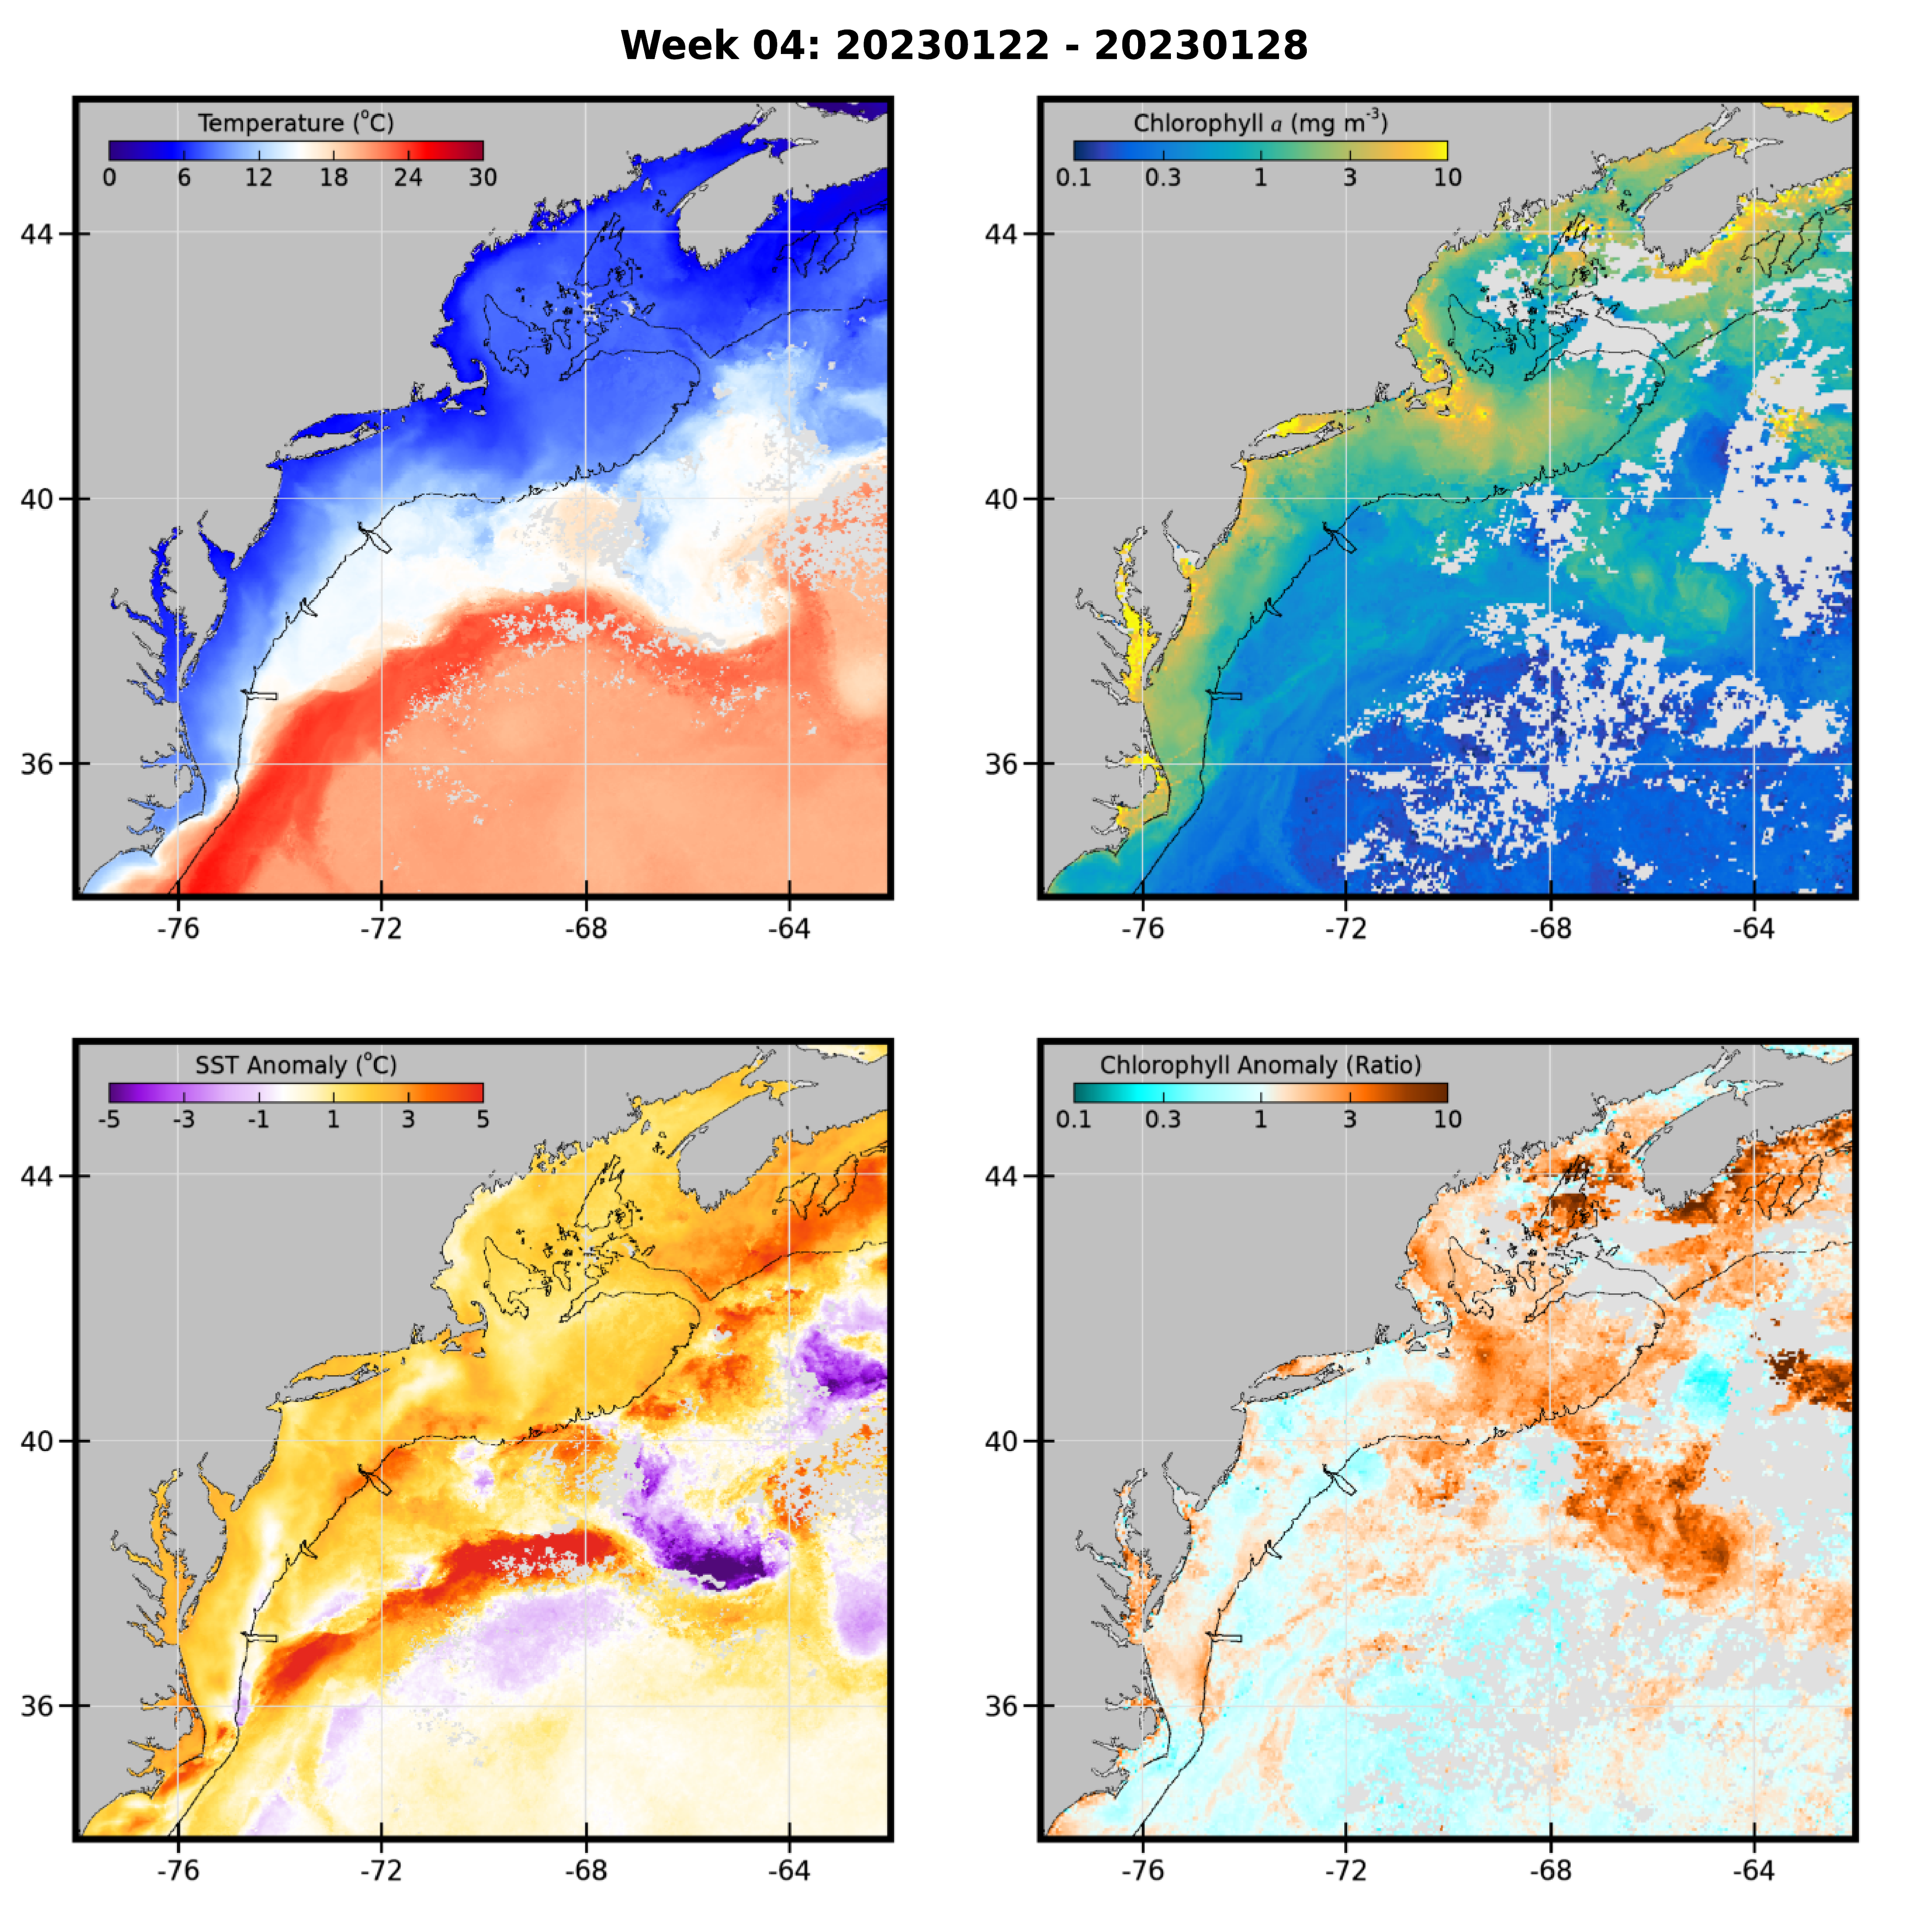 Week 04: 20230122 - 20230128
Temperature (°C)
0 6 12 18 24 30
44
40
36
-76 -72 -68 -64
Chlorophyll a (mg m⁻³)
0.1 0.3 1 3 10
44
40
36
-76 -72 -68 -64
SST Anomaly (°C)
-5 -3 -1 1 3 5
44
40
36
-76 -72 -68 -64
Chlorophyll Anomaly (Ratio)
0.1 0.3 1 3 10
44
40
36
-76 -72 -68 -64